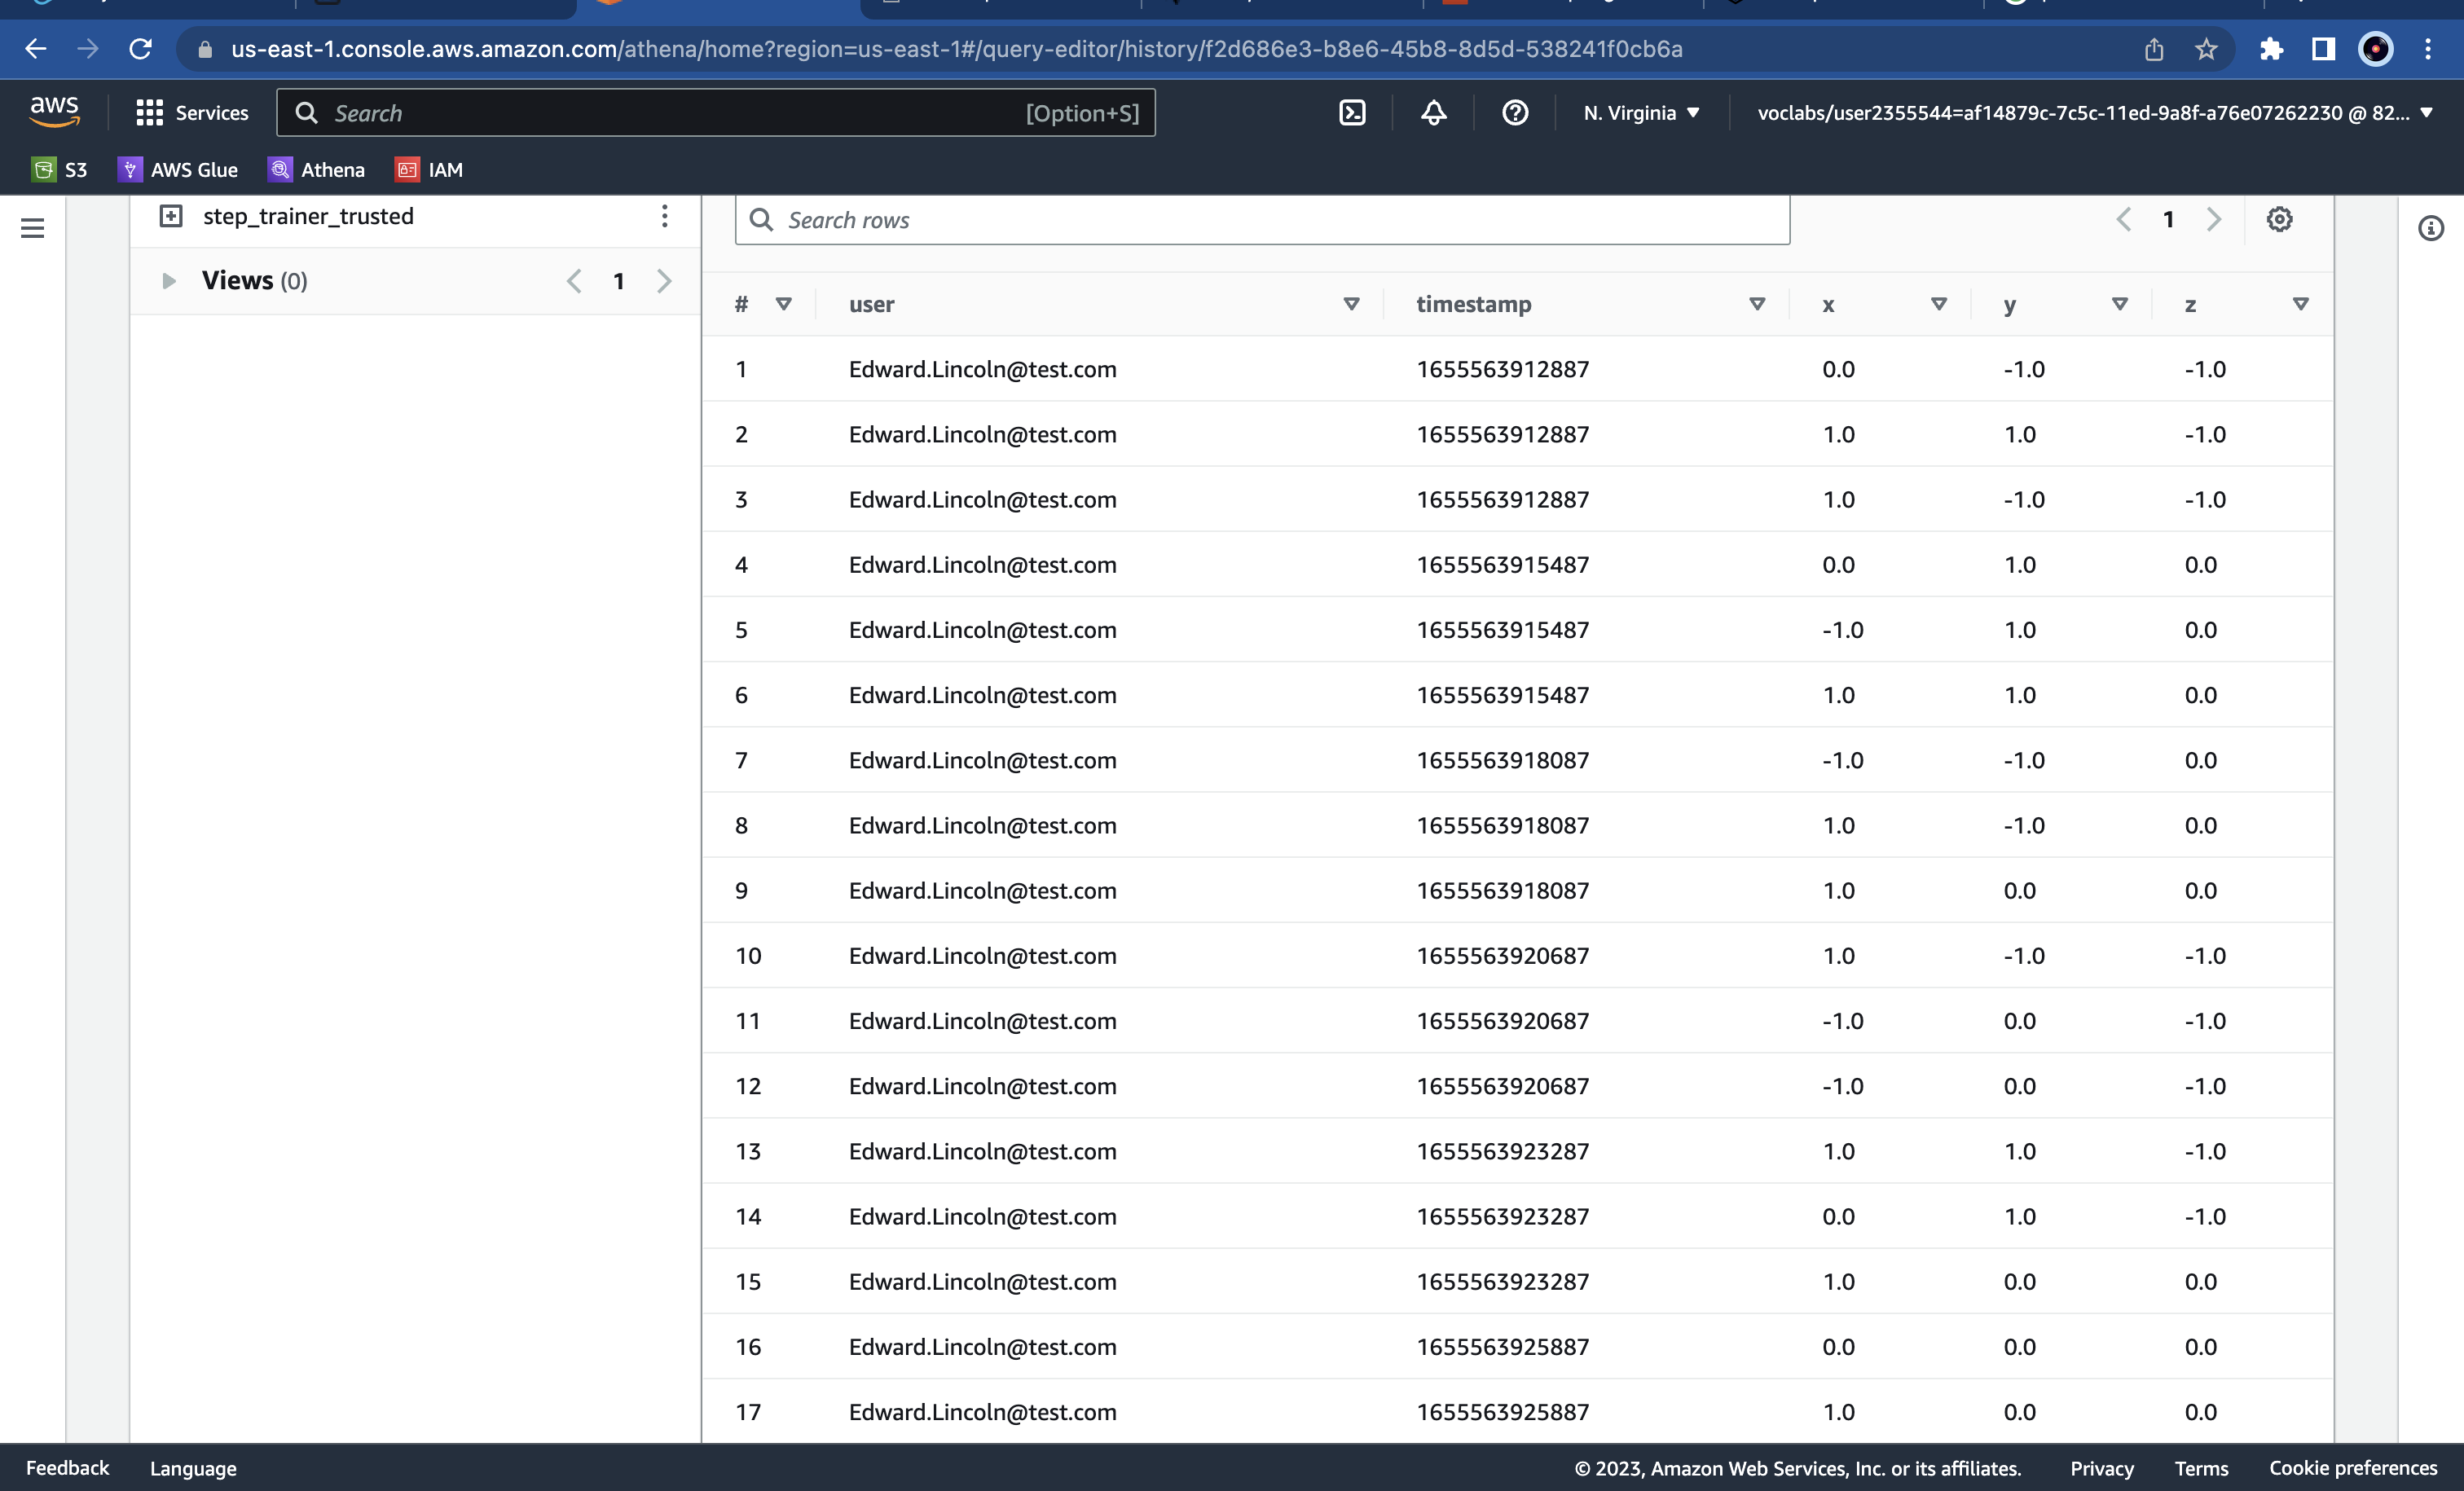 us-east-1.console.aws.amazon.com/athena/home?region=us-east-1#/query-editor/history/f2d686e3-b8e6-45b8-8d5d-538241f0cb6a
aws Services Search [Option+S] N. Virginia voclabs/user2355544=af14879c-7c5c-11ed-9a8f-a76e07262230 @ 82...
S3 AWS Glue Athena IAM
step_trainer_trusted
Views (0) 1
Search rows 1
# user timestamp x y z
1 Edward.Lincoln@test.com 1655563912887 0.0 -1.0 -1.0
2 Edward.Lincoln@test.com 1655563912887 1.0 1.0 -1.0
3 Edward.Lincoln@test.com 1655563912887 1.0 -1.0 -1.0
4 Edward.Lincoln@test.com 1655563915487 0.0 1.0 0.0
5 Edward.Lincoln@test.com 1655563915487 -1.0 1.0 0.0
6 Edward.Lincoln@test.com 1655563915487 1.0 1.0 0.0
7 Edward.Lincoln@test.com 1655563918087 -1.0 -1.0 0.0
8 Edward.Lincoln@test.com 1655563918087 1.0 -1.0 0.0
9 Edward.Lincoln@test.com 1655563918087 1.0 0.0 0.0
10 Edward.Lincoln@test.com 1655563920687 1.0 -1.0 -1.0
11 Edward.Lincoln@test.com 1655563920687 -1.0 0.0 -1.0
12 Edward.Lincoln@test.com 1655563920687 -1.0 0.0 -1.0
13 Edward.Lincoln@test.com 1655563923287 1.0 1.0 -1.0
14 Edward.Lincoln@test.com 1655563923287 0.0 1.0 -1.0
15 Edward.Lincoln@test.com 1655563923287 1.0 0.0 0.0
16 Edward.Lincoln@test.com 1655563925887 0.0 0.0 0.0
17 Edward.Lincoln@test.com 1655563925887 1.0 0.0 0.0
Feedback Language © 2023, Amazon Web Services, Inc. or its affiliates. Privacy Terms Cookie preferences